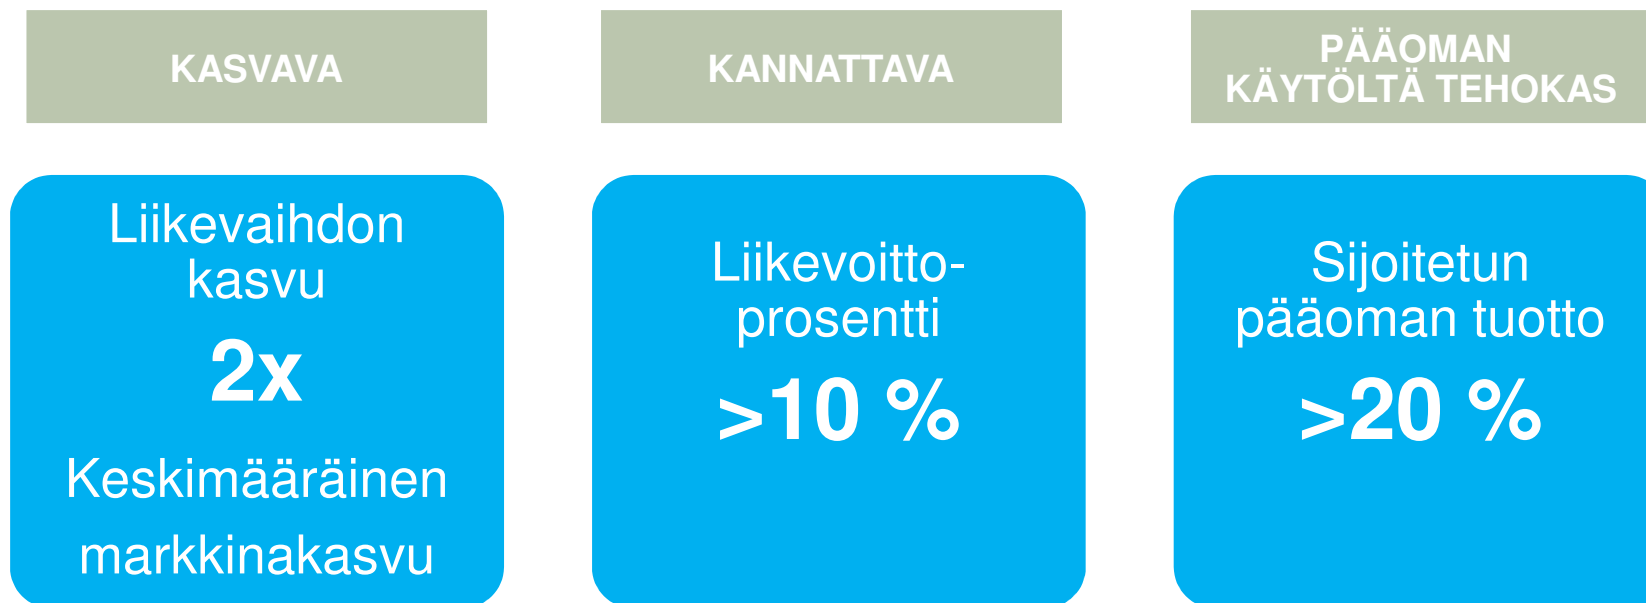 KASVAVA
Liikevaihdon
kasvu
2x
Keskimääräinen
markkinakasvu
KANNATTAVA
Liikevoitto-
prosentti
>10 %
PÄÄOMAN
KÄYTÖLTÄ TEHOKAS
Sijoitetun
pääoman tuotto
>20 %